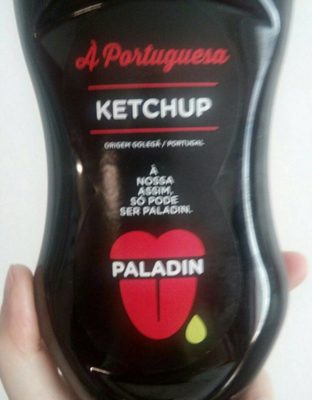 À Portuguesa
KETCHUP
ORIGEM GOLEGÃ / PORTUGAL
À
NOSSA
ASSIM,
SÓ PODE
SER PALADIN.
PALADIN